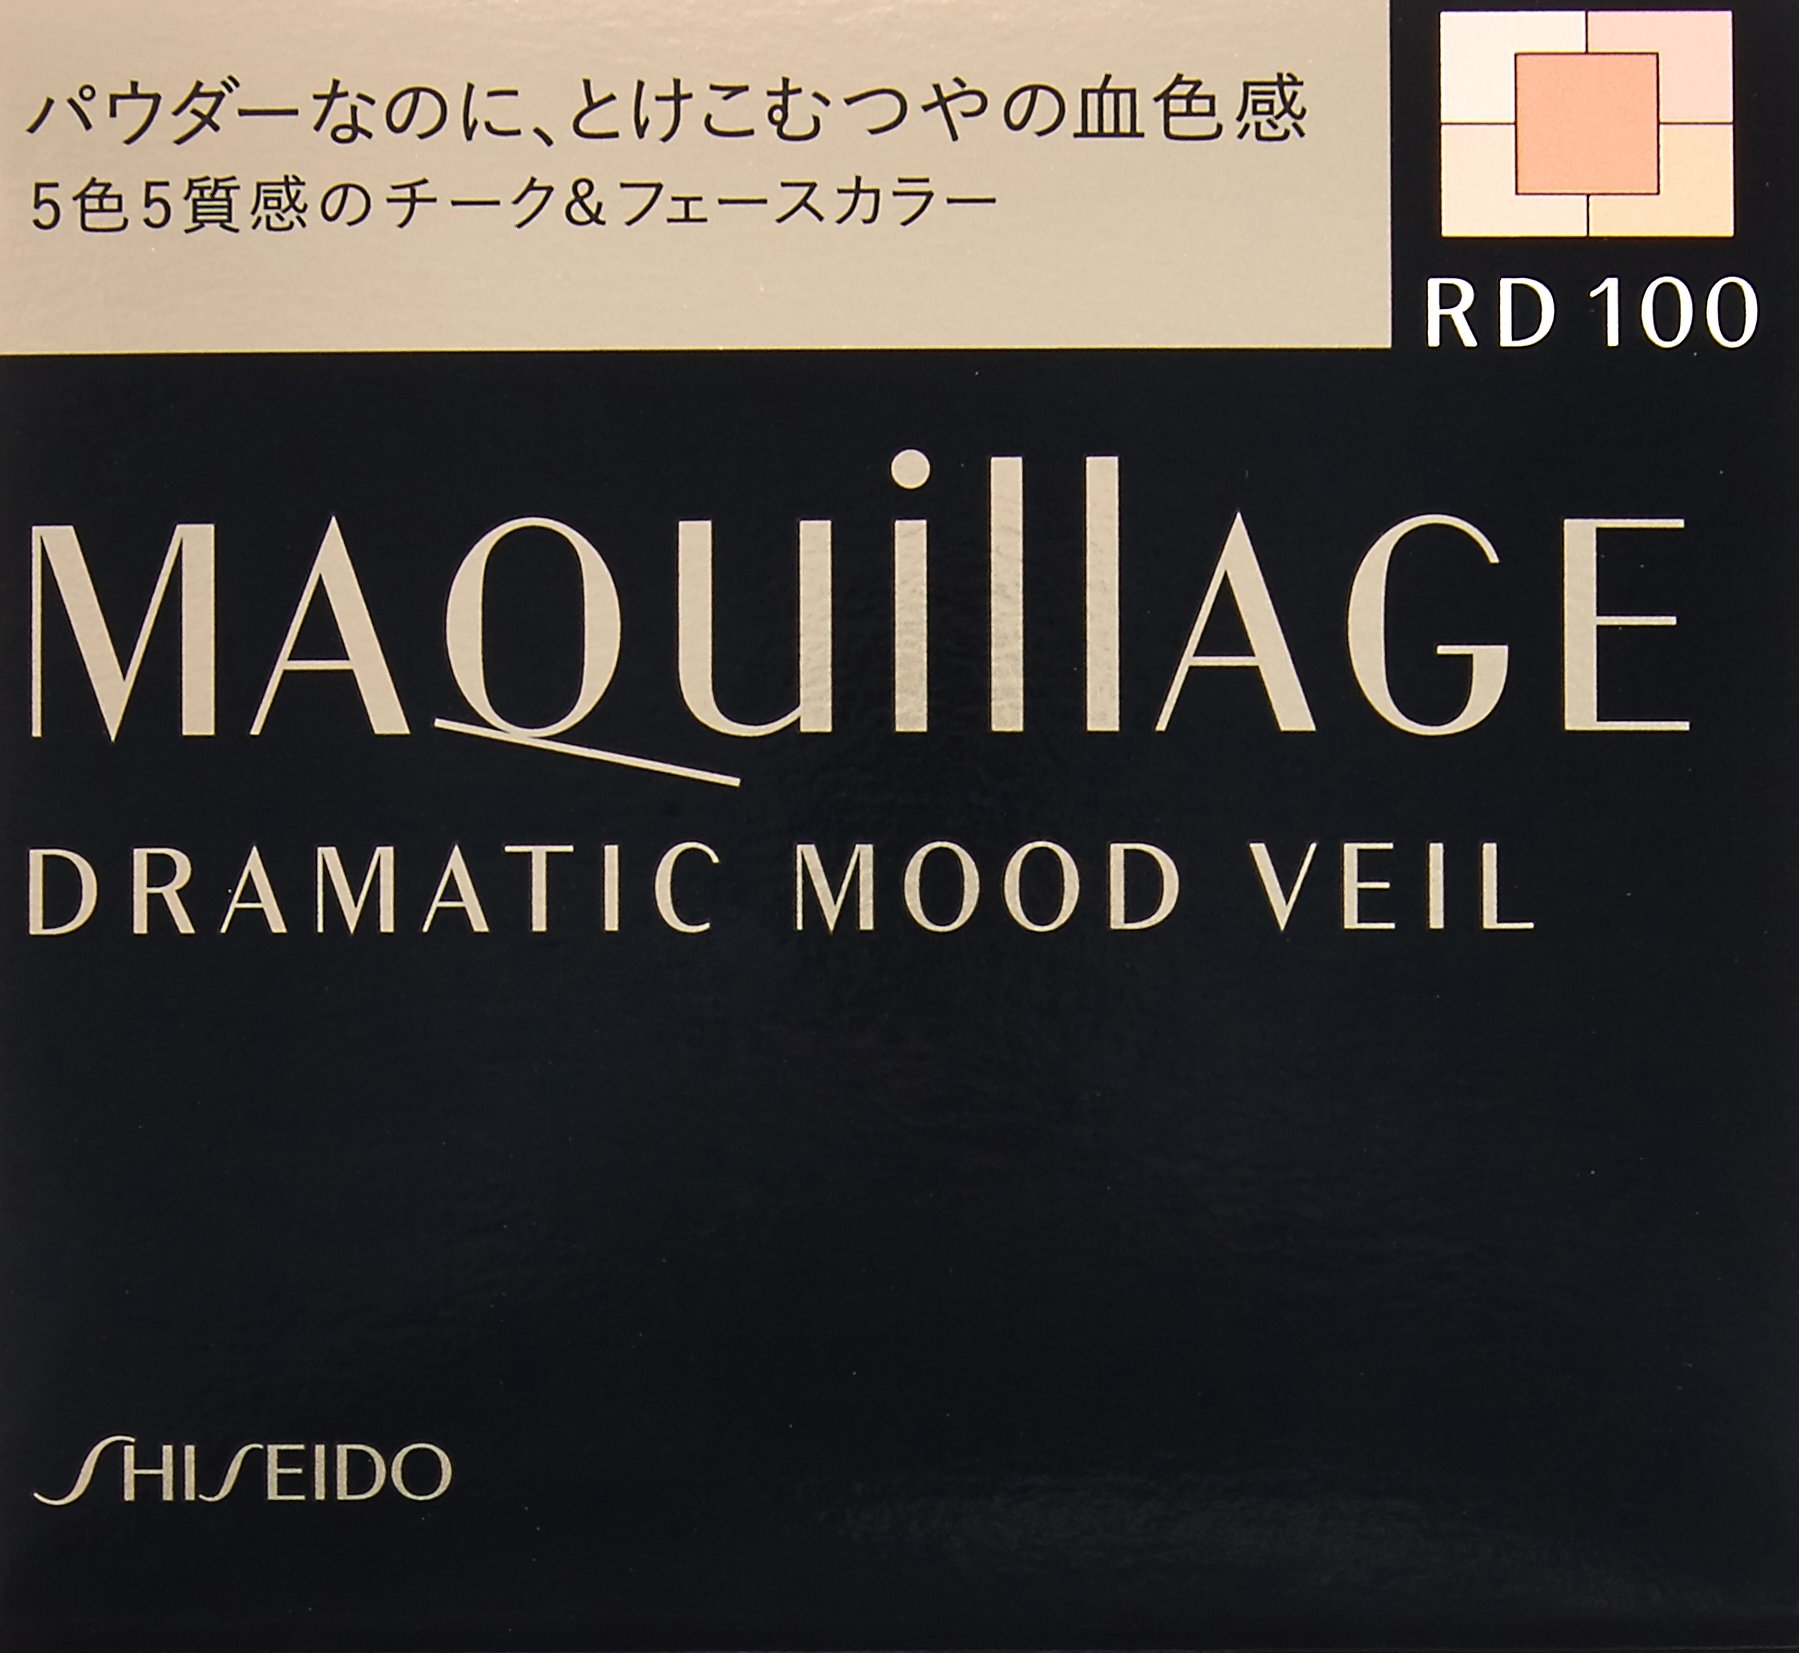 パウダーなのに、とけこむつやの血色感
5色5質感のチーク&フェースカラー
RD 100
MAQuillAGE
DRAMATIC MOOD VEIL
SHISEIDO